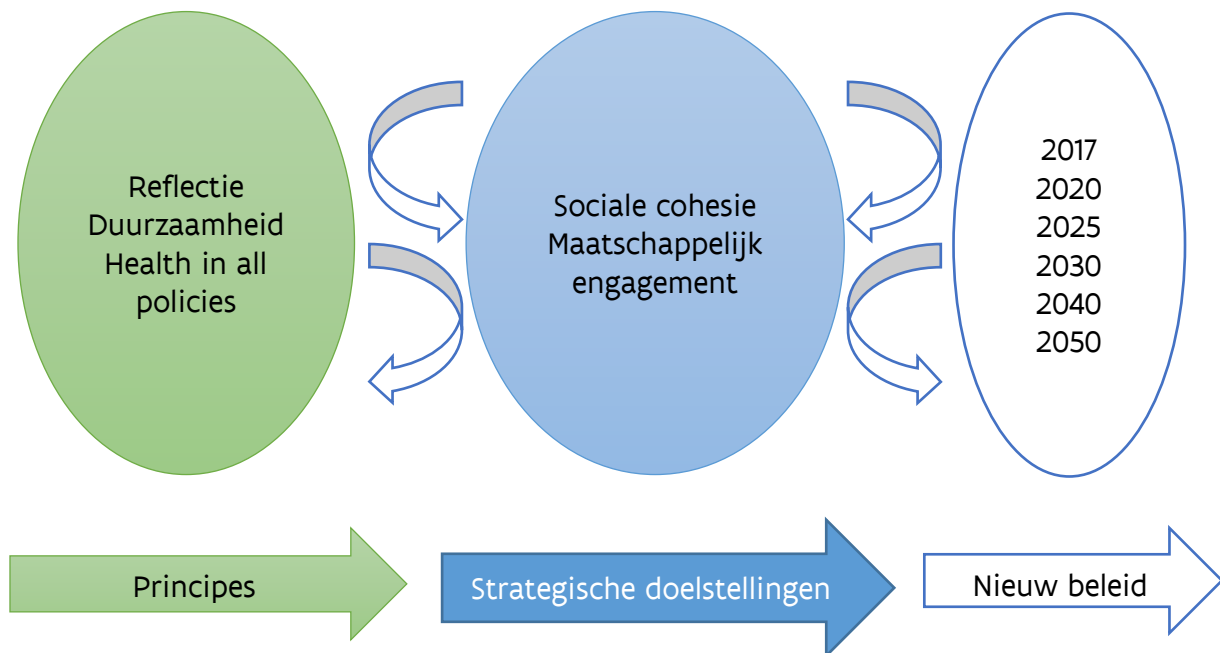 Reflectie
Duurzaamheid
Health in all
policies
Sociale cohesie
Maatschappelijk
engagement
2017
2020
2025
2030
2040
2050
Principes
Strategische doelstellingen
Nieuw beleid